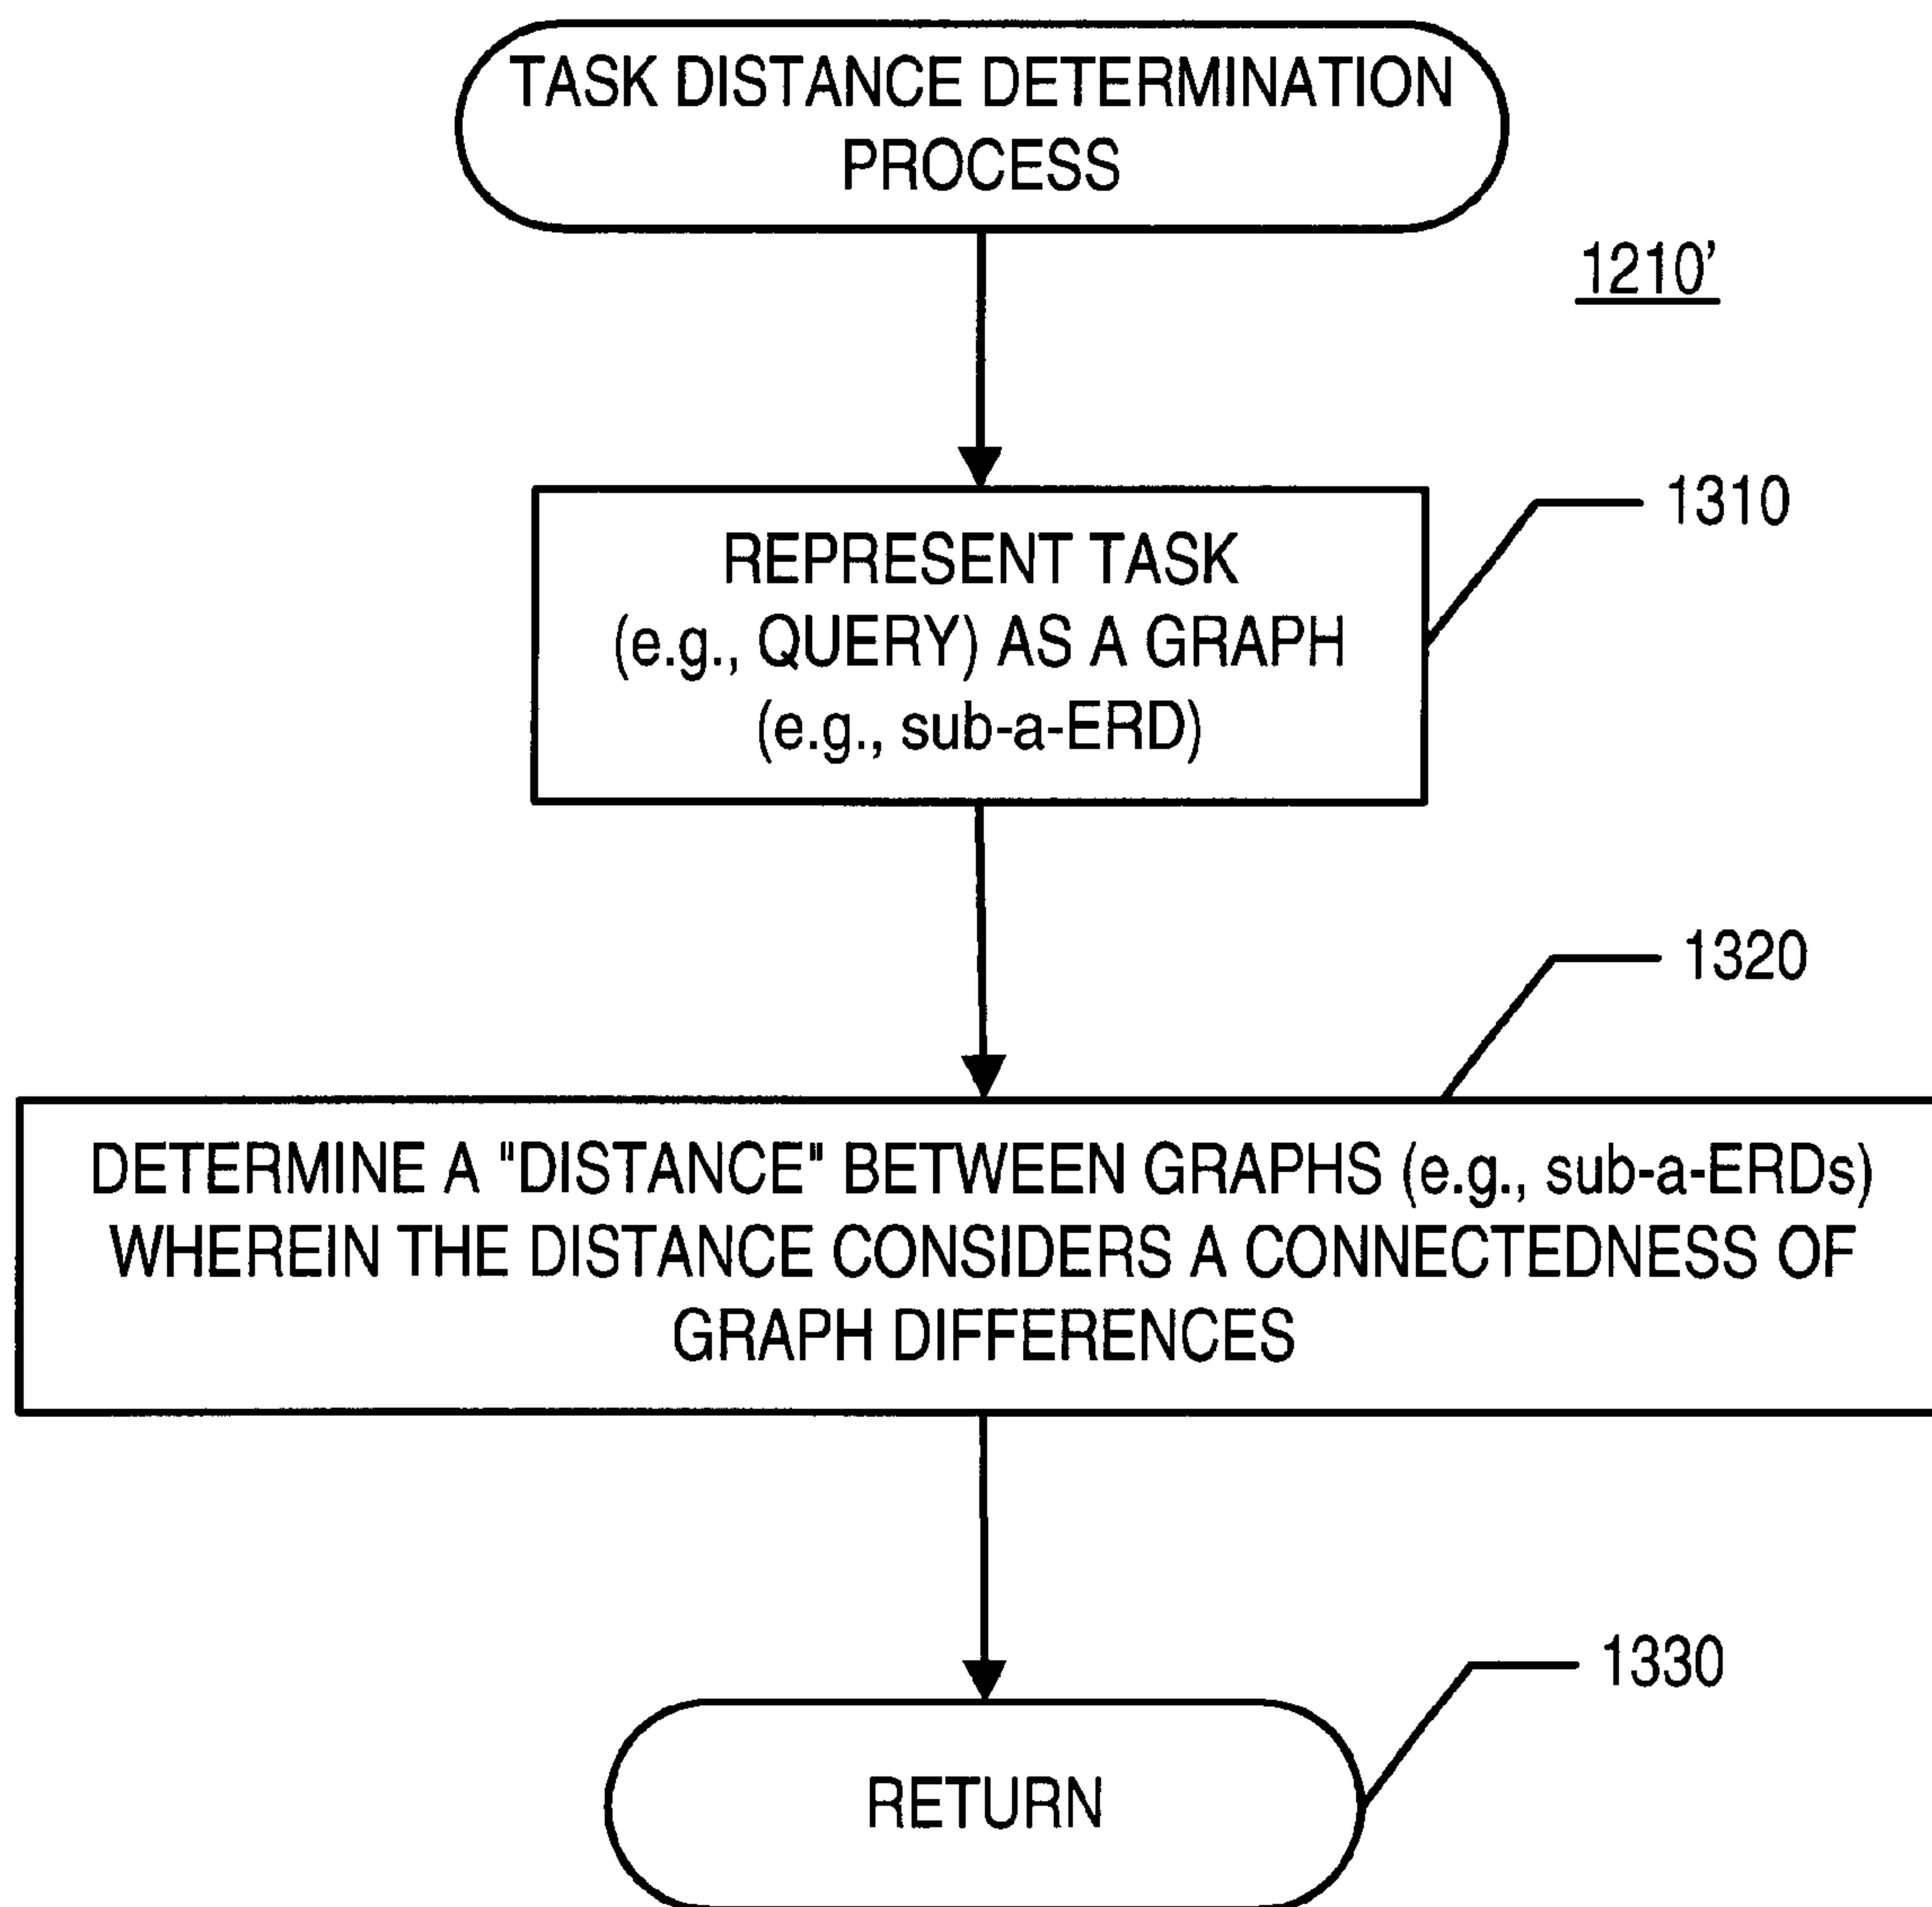 TASK DISTANCE DETERMINATION
PROCESS
1210'
REPRESENT TASK
(e.g., QUERY) AS A GRAPH
(e.g., sub-a-ERD)
1310
1320
DETERMINE A "DISTANCE" BETWEEN GRAPHS (e.g., sub-a-ERDs)
WHEREIN THE DISTANCE CONSIDERS A CONNECTEDNESS OF
GRAPH DIFFERENCES
1330
RETURN